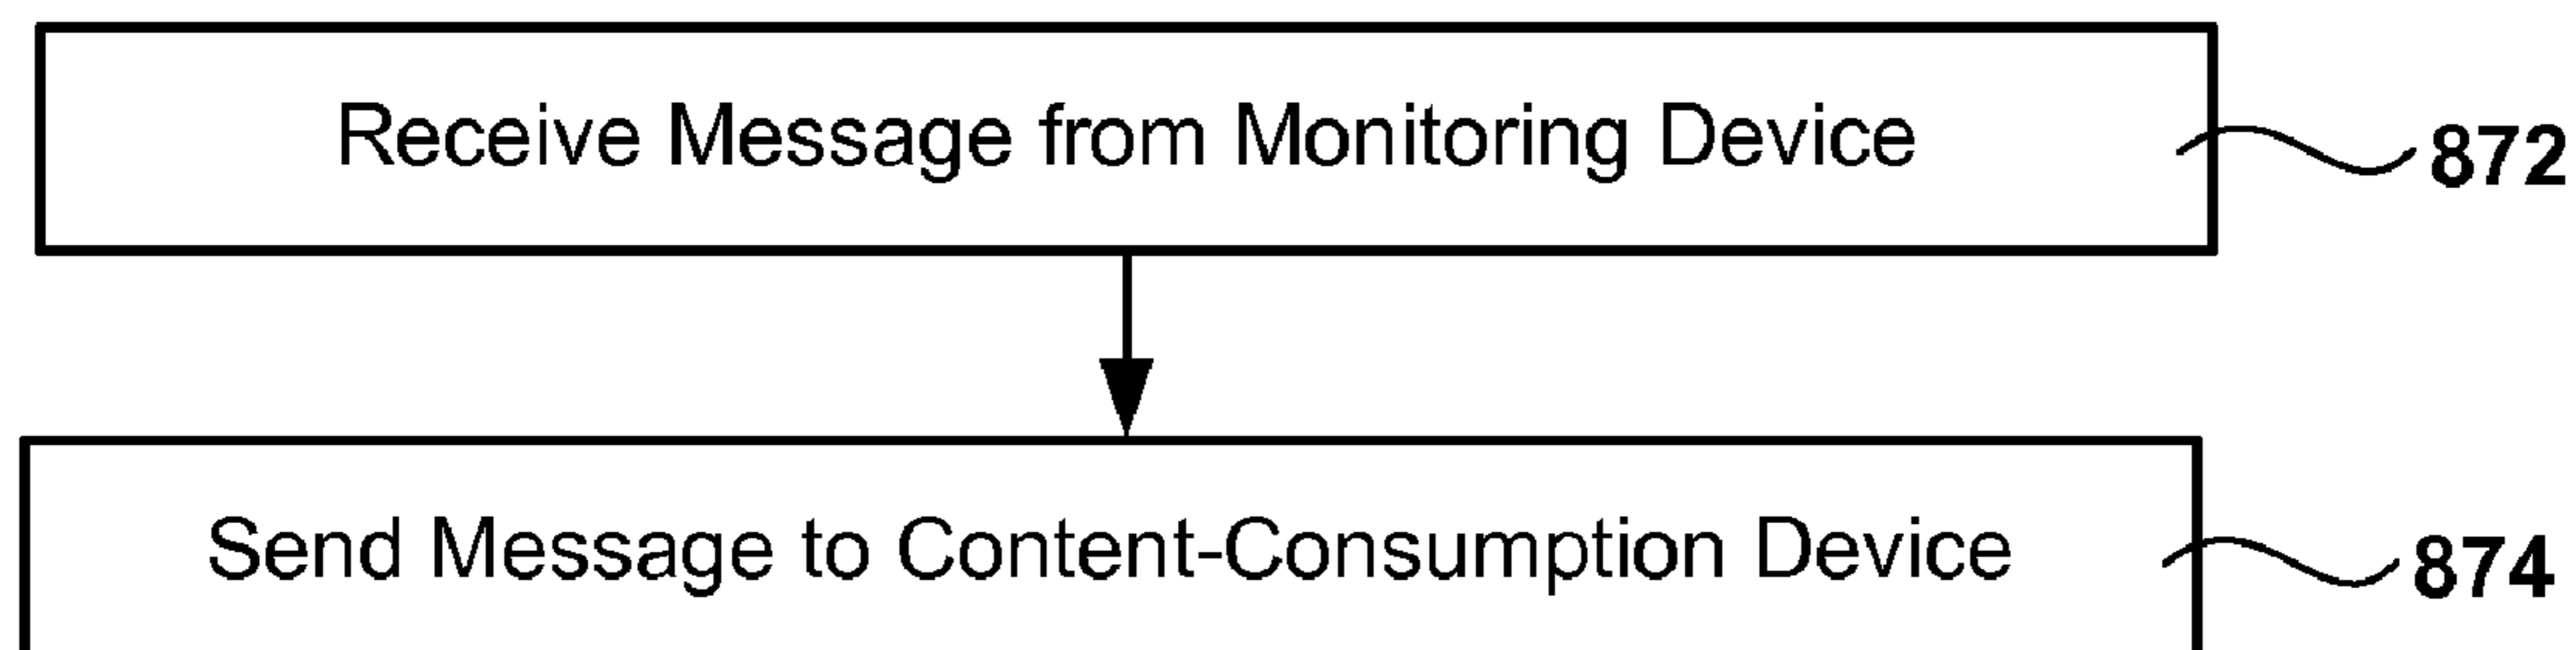 Receive Message from Monitoring Device
872
Send Message to Content-Consumption Device
874